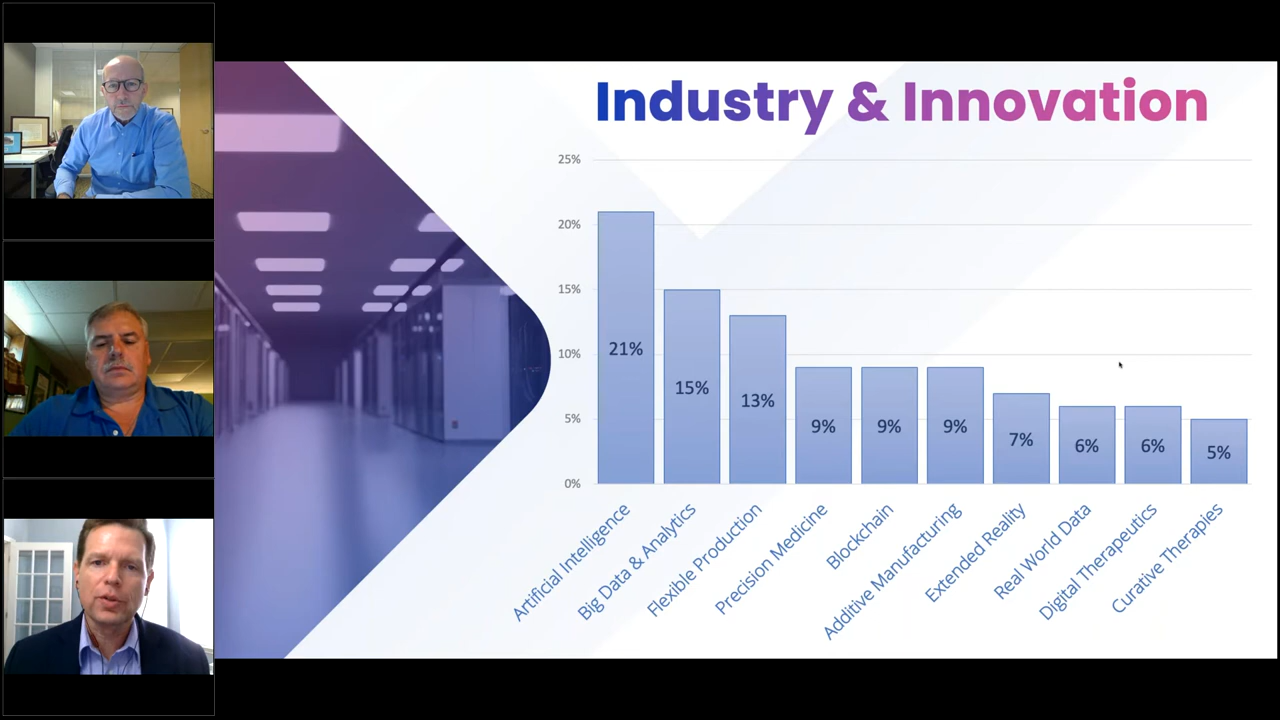 Industry & Innovation
25%
20%
15%
10%
5%
0%
21%
15%
13%
9%
9%
9%
7%
6%
6%
5%
Artificial Intelligence
Big Data & Analytics
Flexible Production
Precision Medicine
Blockchain
Additive Manufacturing
Extended Reality
Real World Data
Digital Therapeutics
Curative Therapies